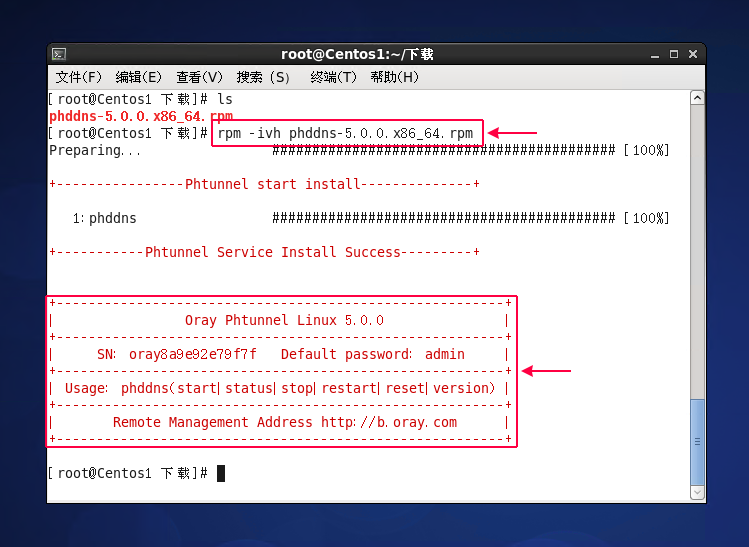 root@Centos1:~/下载
文件(F) 编辑(E) 查看(V) 搜索 (S) 终端(T) 帮助(H)
[root@Centos1 下载]# ls
phddns-5.0.0.x86_64.rpm
[root@Centos1 下载]# rpm -ivh phddns-5.0.0.x86_64.rpm
Preparing... ########################################### [100%]
+----------------Phtunnel start install--------------+
1:phddns ########################################### [100%]
+-----------Phtunnel Service Install Success---------+
+--------------------------------------------------------+
| Oray Phtunnel Linux 5.0.0 |
+--------------------------------------------------------+
| SN: oray8a9e92e79f7f Default password: admin |
+--------------------------------------------------------+
| Usage: phddns(start|status|stop|restart|reset|version) |
+--------------------------------------------------------+
| Remote Management Address http://b.oray.com |
+--------------------------------------------------------+
[root@Centos1 下载]#